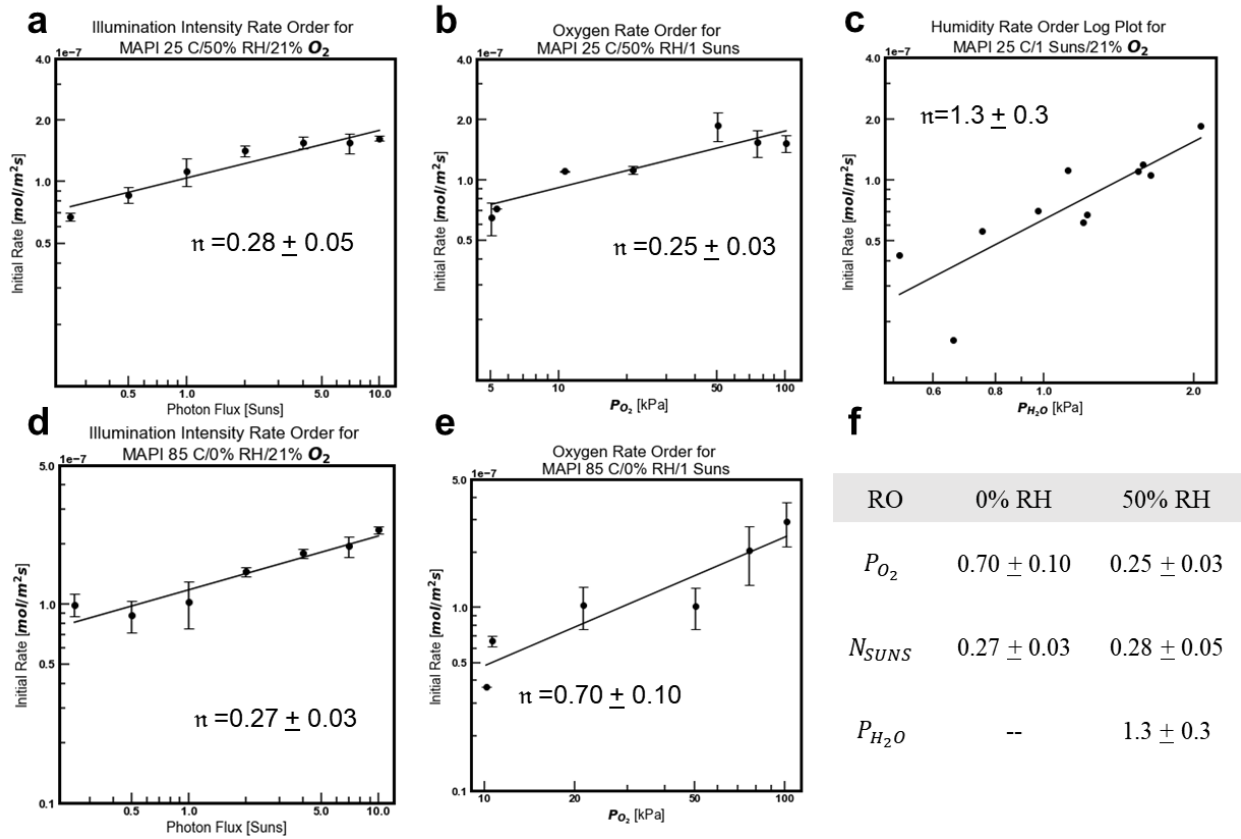 a
Illumination Intensity Rate Order for
MAPI 25 C/50% RH/21% O2
1e−7
4.0
2.0
1.0
0.5
Initial Rate [mol/m²s]
π =0.28 ± 0.05
0.5 1.0 5.0 10.0
Photon Flux [Suns]
b
Oxygen Rate Order for
MAPI 25 C/50% RH/1 Suns
1e−7
4.0
2.0
1.0
0.5
Initial Rate [mol/m²s]
π =0.25 ± 0.03
5 10 50 100
P_O2 [kPa]
c
Humidity Rate Order Log Plot for
MAPI 25 C/1 Suns/21% O2
1e−7
4.0
2.0
1.0
0.5
Initial Rate [mol/m²s]
π=1.3 ± 0.3
0.6 0.8 1.0 2.0
P_H2O [kPa]
d
Illumination Intensity Rate Order for
MAPI 85 C/0% RH/21% O2
1e−7
5.0
1.0
0.5
0.1
Initial Rate [mol/m²s]
π =0.27 ± 0.03
0.5 1.0 5.0 10.0
Photon Flux [Suns]
e
Oxygen Rate Order for
MAPI 85 C/0% RH/1 Suns
1e−7
5.0
1.0
0.5
0.1
Initial Rate [mol/m²s]
π =0.70 ± 0.10
10 20 50 100
P_O2 [kPa]
f
RO 0% RH 50% RH
P_O2 0.70 ± 0.10 0.25 ± 0.03
N_SUNS 0.27 ± 0.03 0.28 ± 0.05
P_H2O -- 1.3 ± 0.3